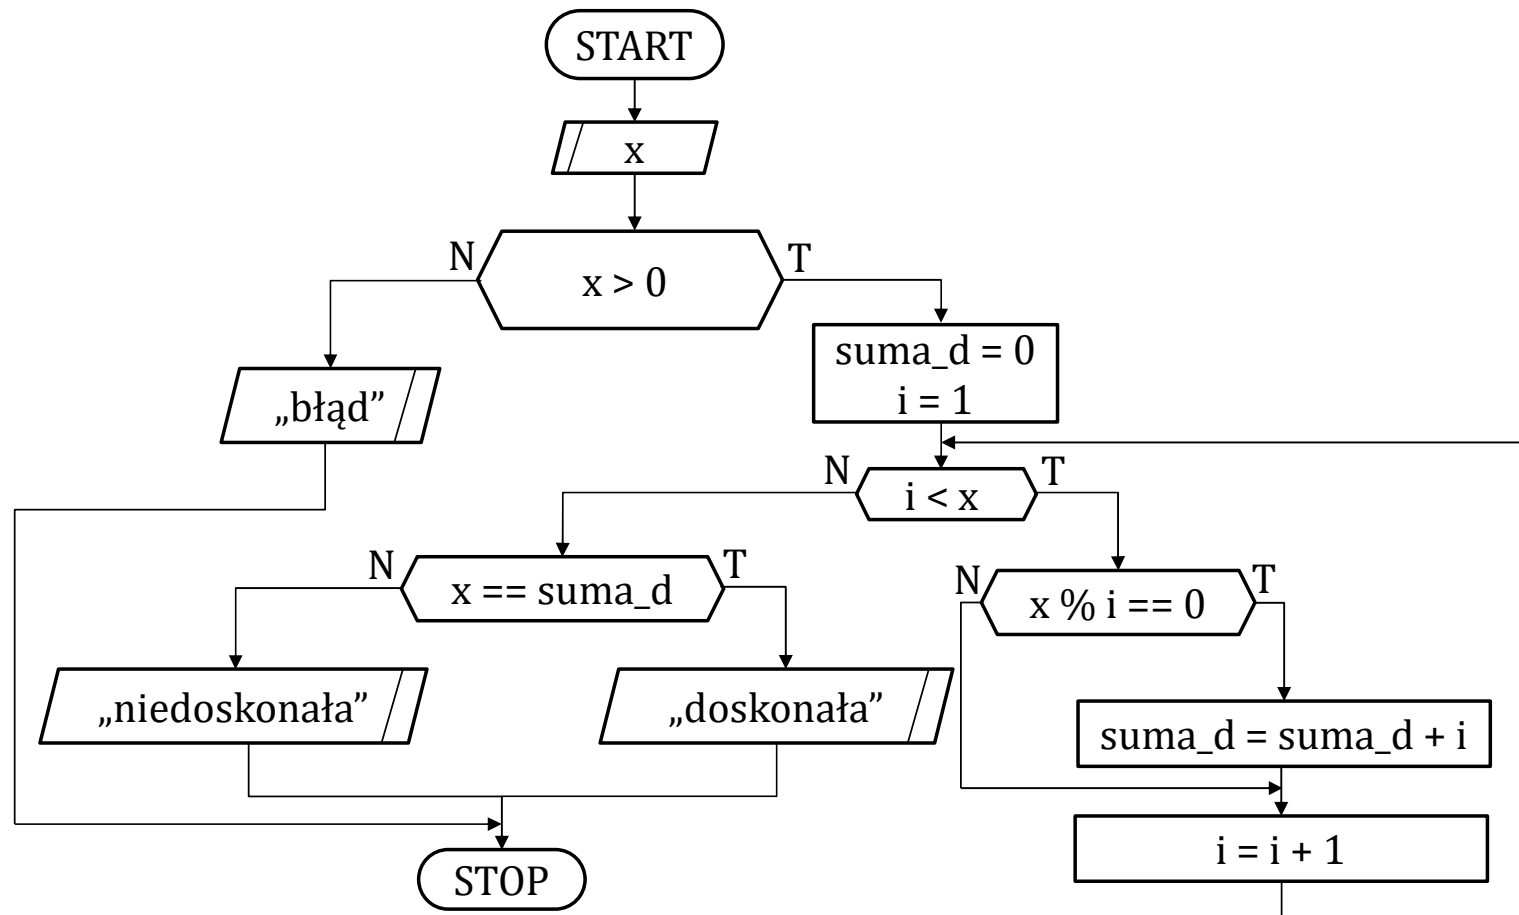 START
x
N
x > 0
T
suma_d = 0
i = 1
„błąd”
N
i < x
T
N
x == suma_d
T
N
x % i == 0
T
„niedoskonała”
„doskonała”
suma_d = suma_d + i
i = i + 1
STOP